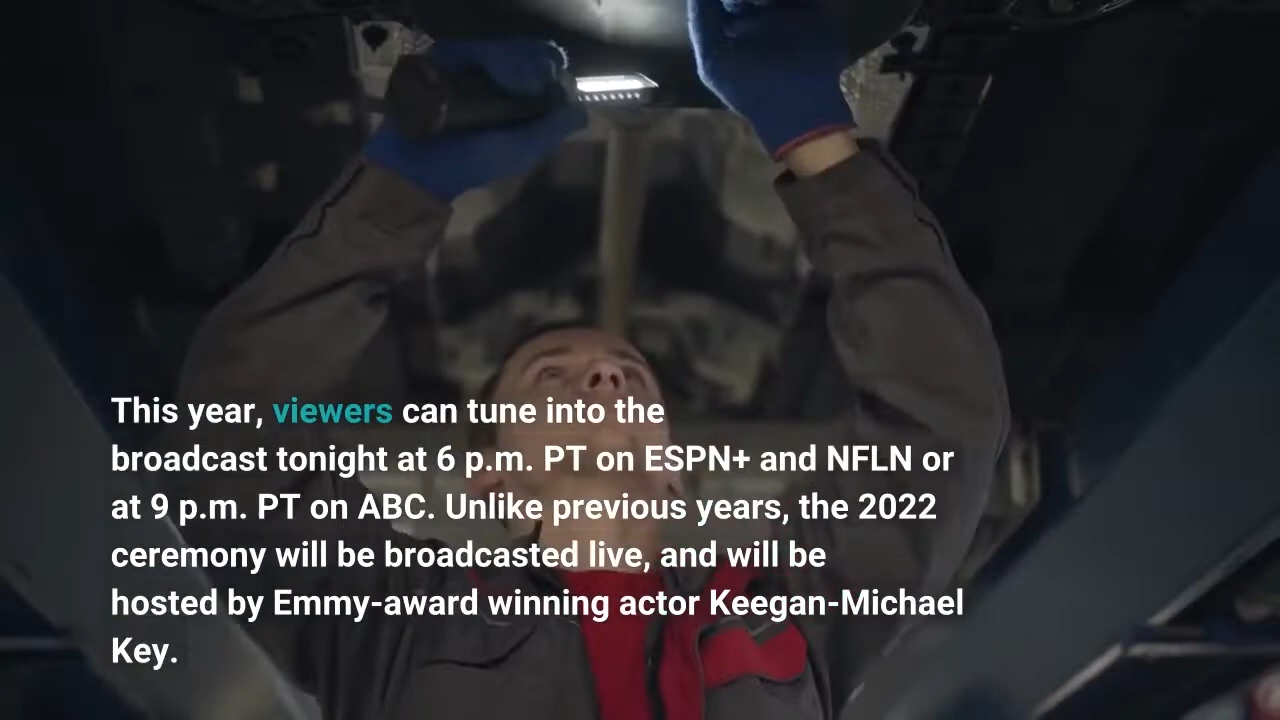 This year, viewers can tune into the
broadcast tonight at 6 p.m. PT on ESPN+ and NFLN or
at 9 p.m. PT on ABC. Unlike previous years, the 2022
ceremony will be broadcasted live, and will be
hosted by Emmy-award winning actor Keegan-Michael
Key.